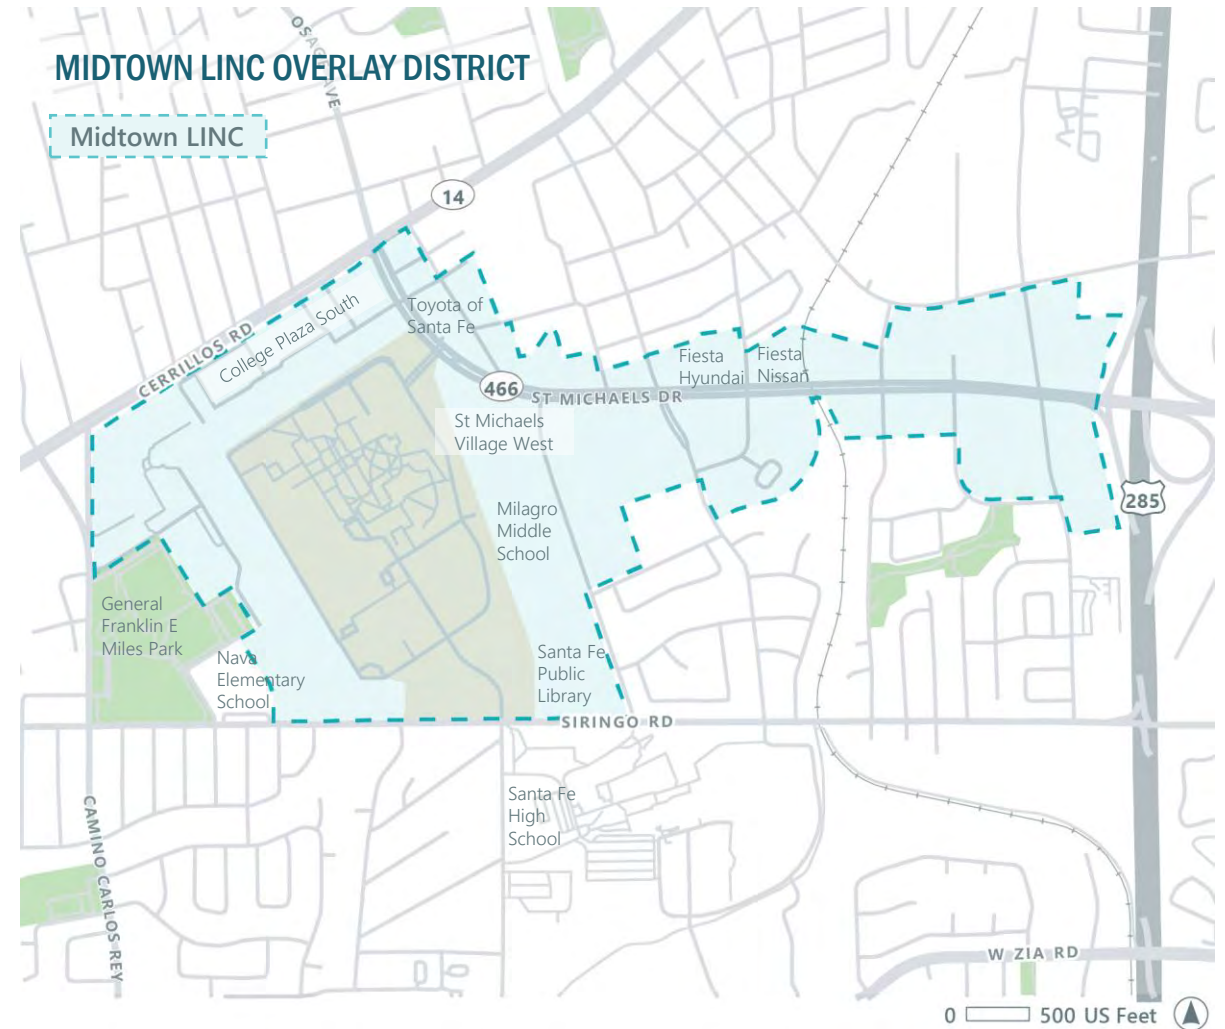 OSAGE AVE
MIDTOWN LINC OVERLAY DISTRICT
Midtown LINC
14
CERRILLOS RD
College Plaza South
Toyota of
Santa Fe
Fiesta
Hyundai
Fiesta
Nissan
466
ST MICHAELS DR
St Michaels
Village West
285
Milagro
Middle
School
General
Franklin E
Miles Park
Nava
Elementary
School
Santa Fe
Public
Library
SIRINGO RD
Santa Fe
High
School
CAMINO CARLOS REY
W ZIA RD
0 500 US Feet